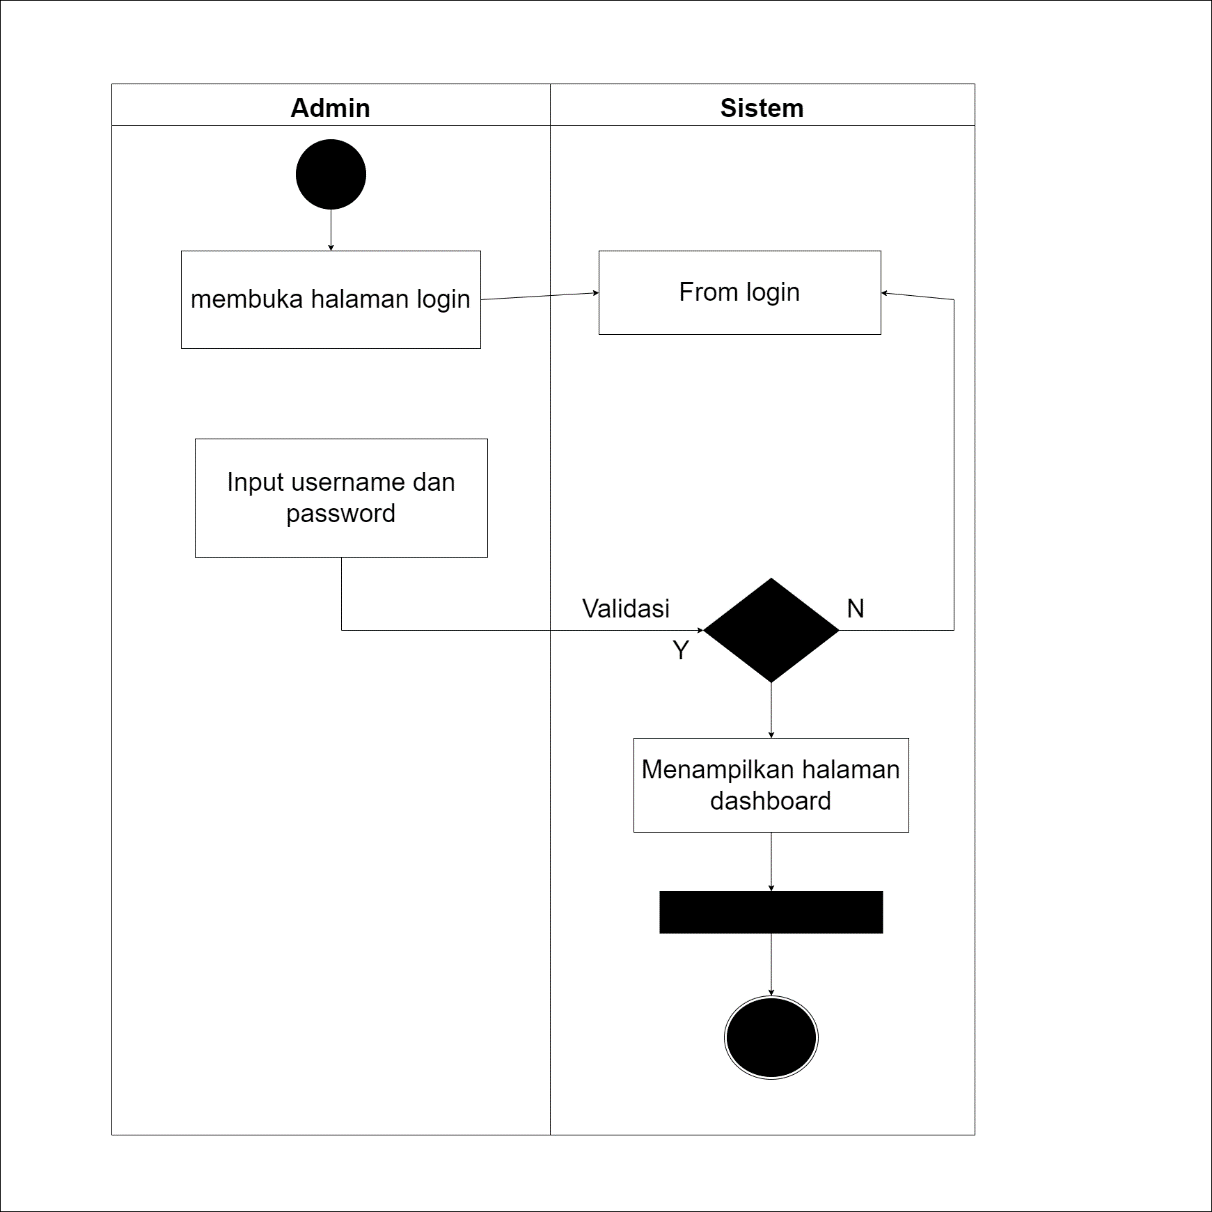 Admin
Sistem
membuka halaman login
From login
Input username dan
password
Validasi
N
Y
Menampilkan halaman
dashboard